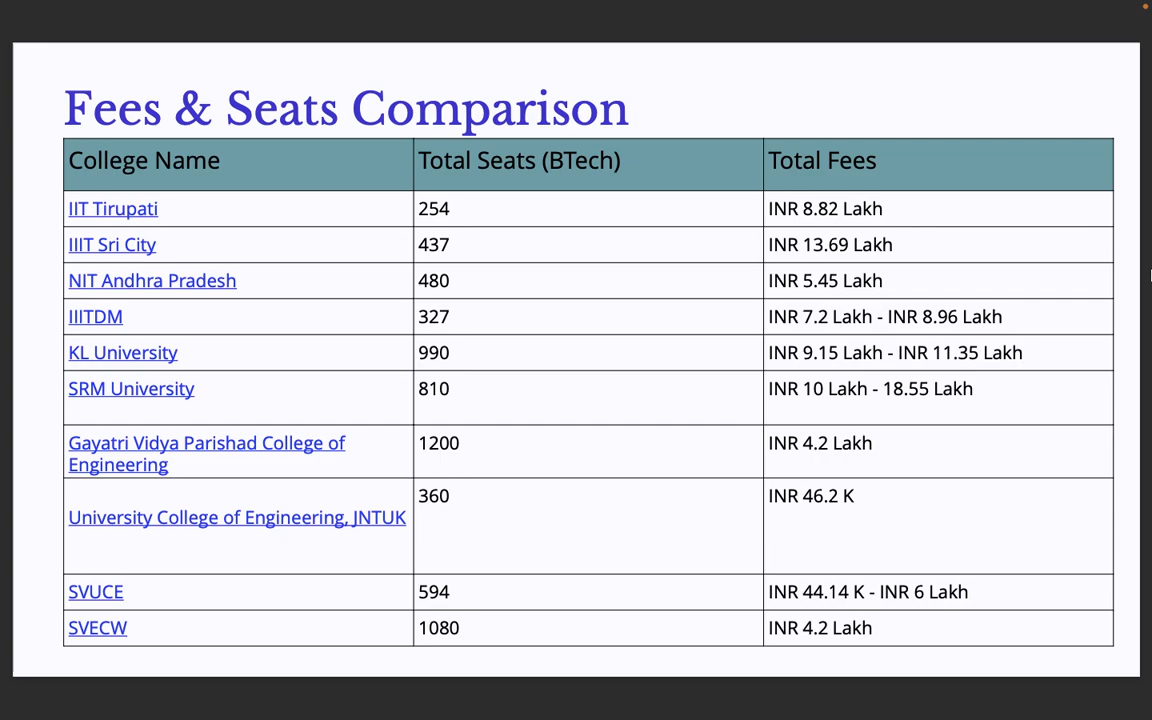 Fees & Seats Comparison
College Name Total Seats (BTech) Total Fees
IIT Tirupati 254 INR 8.82 Lakh
IIIT Sri City 437 INR 13.69 Lakh
NIT Andhra Pradesh 480 INR 5.45 Lakh
IIITDM 327 INR 7.2 Lakh - INR 8.96 Lakh
KL University 990 INR 9.15 Lakh - INR 11.35 Lakh
SRM University 810 INR 10 Lakh - 18.55 Lakh
Gayatri Vidya Parishad College of 1200 INR 4.2 Lakh
Engineering
360 INR 46.2 K
University College of Engineering, JNTUK
SVUCE 594 INR 44.14 K - INR 6 Lakh
SVECW 1080 INR 4.2 Lakh